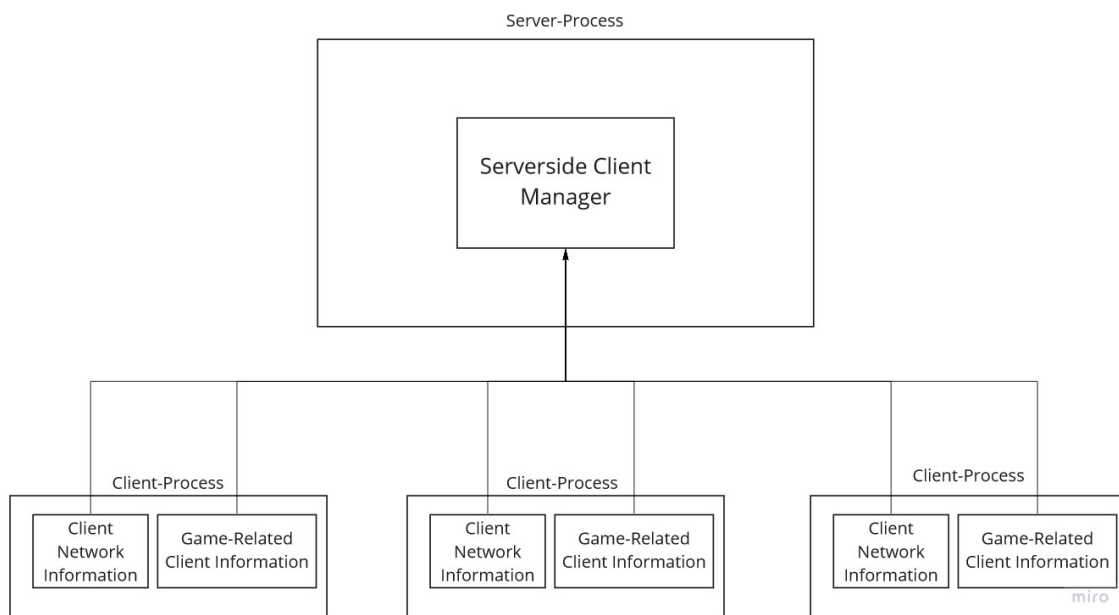 Server-Process
Serverside Client
Manager
Client-Process
Client
Network
Information
Game-Related
Client Information
Client-Process
Client
Network
Information
Game-Related
Client Information
Client-Process
Client
Network
Information
Game-Related
Client Information
miro